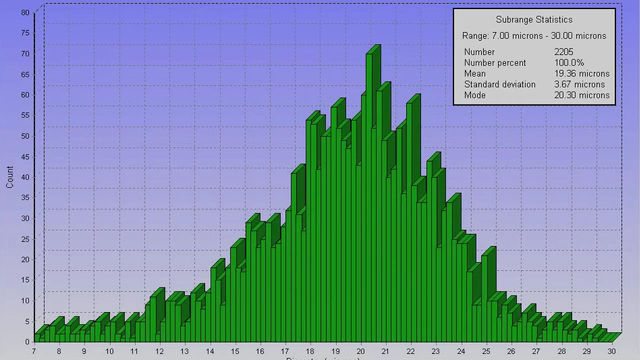 Subrange Statistics
Range: 7.00 microns - 30.00 microns
Number 2205
Number percent 100.0%
Mean 19.36 microns
Standard deviation 3.67 microns
Mode 20.30 microns
80
75
70
65
60
55
50
45
40
35
30
25
20
15
10
5
0
Count
7 8 9 10 11 12 13 14 15 16 17 18 19 20 21 22 23 24 25 26 27 28 29 30